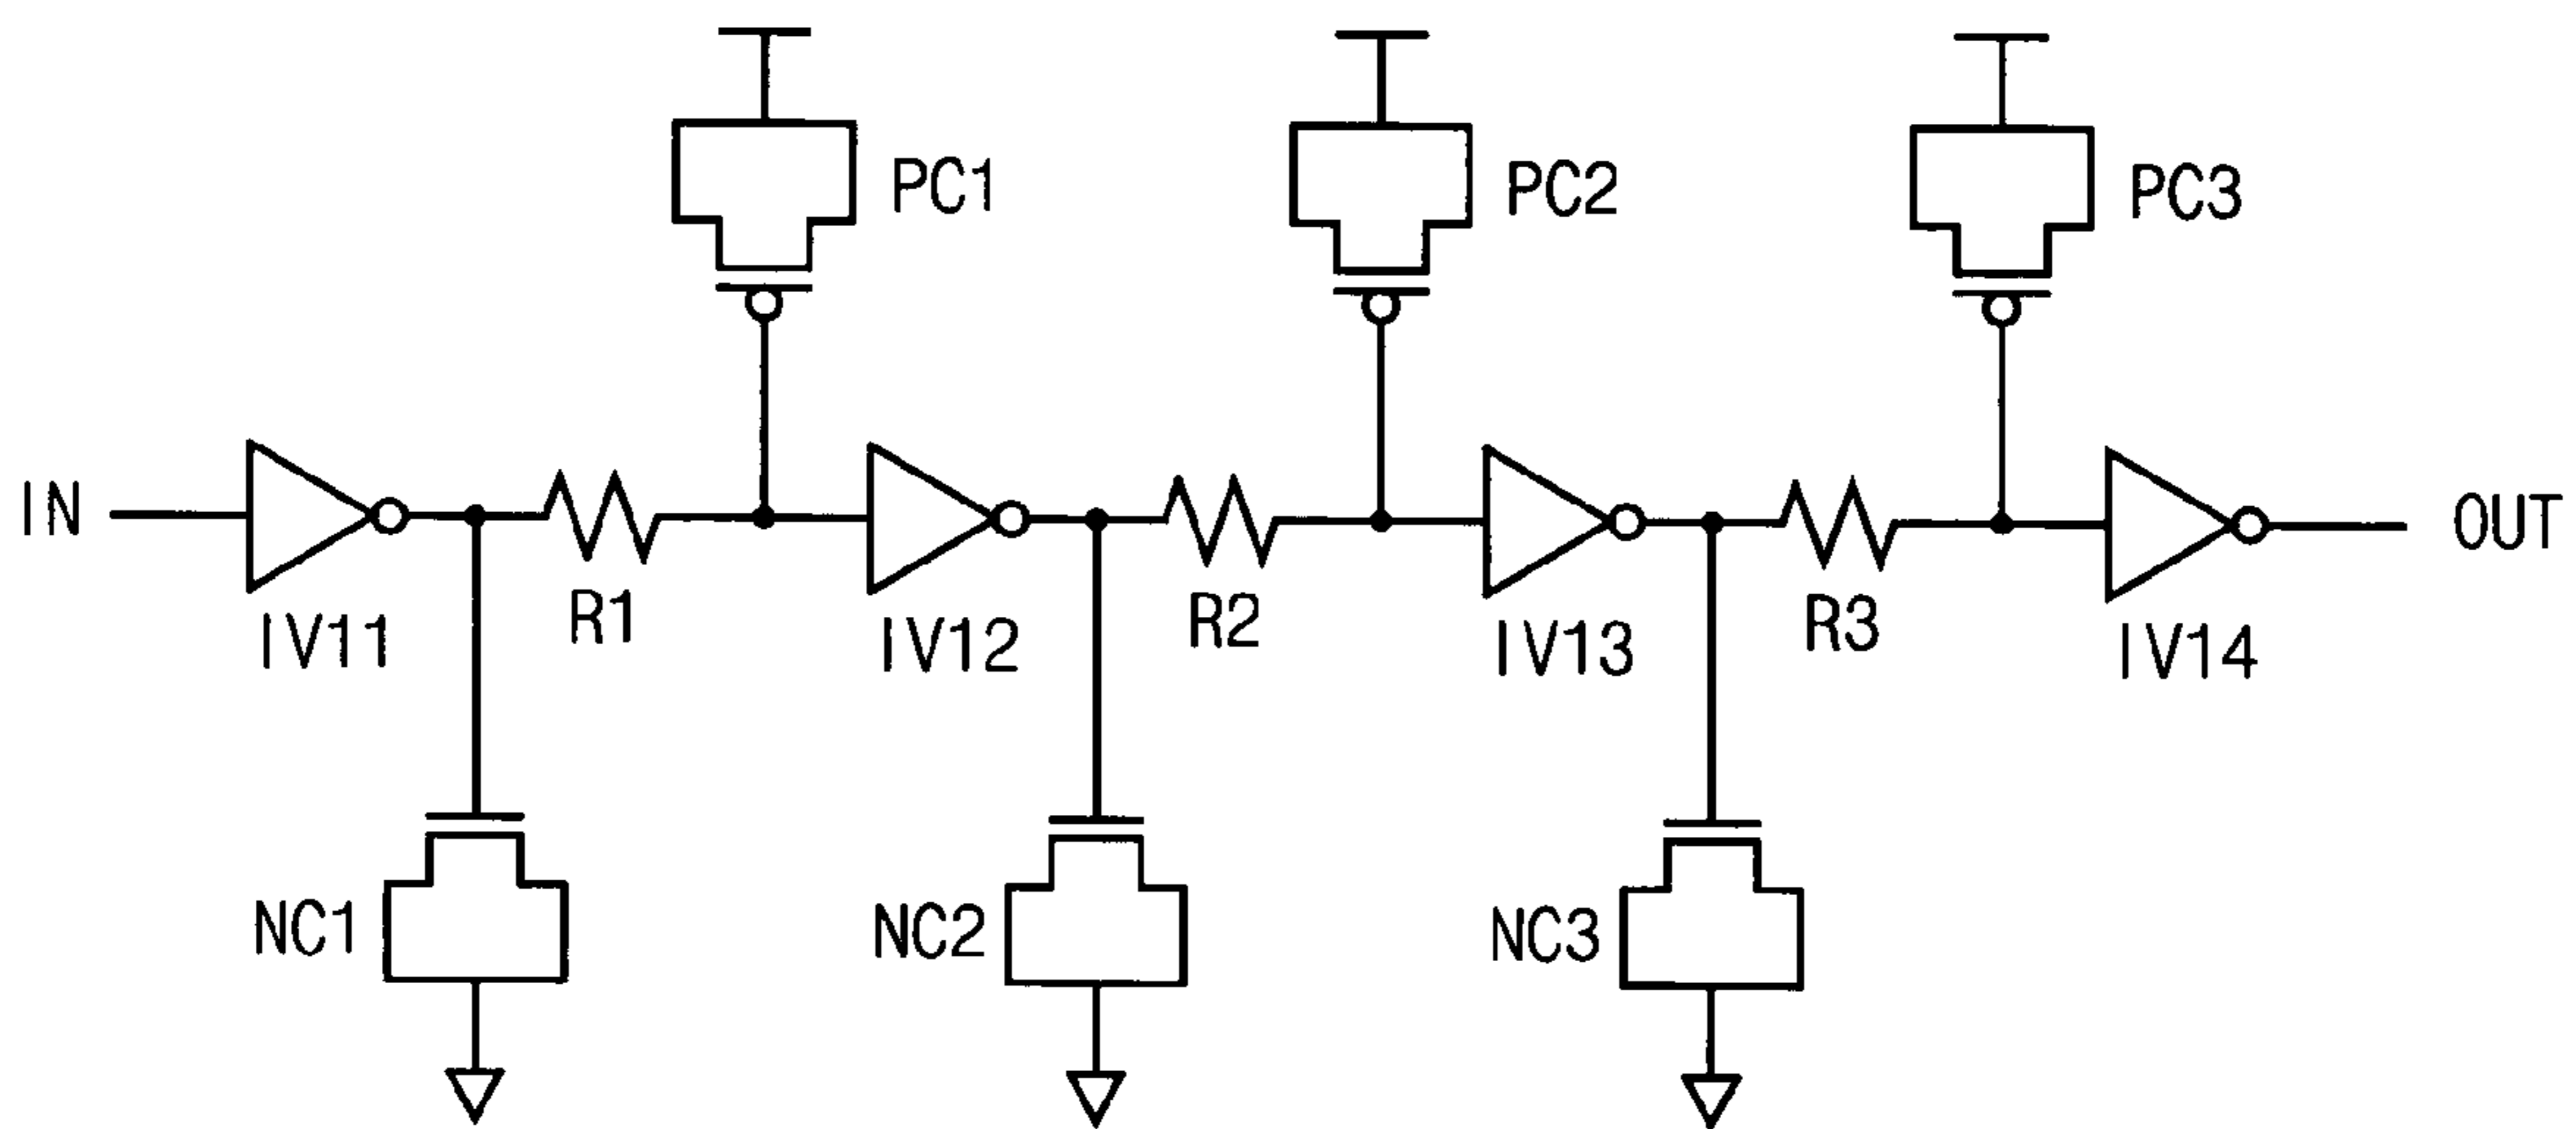 PC1
PC2
PC3
IN
OUT
R1
R2
R3
IV11
IV12
IV13
IV14
NC1
NC2
NC3